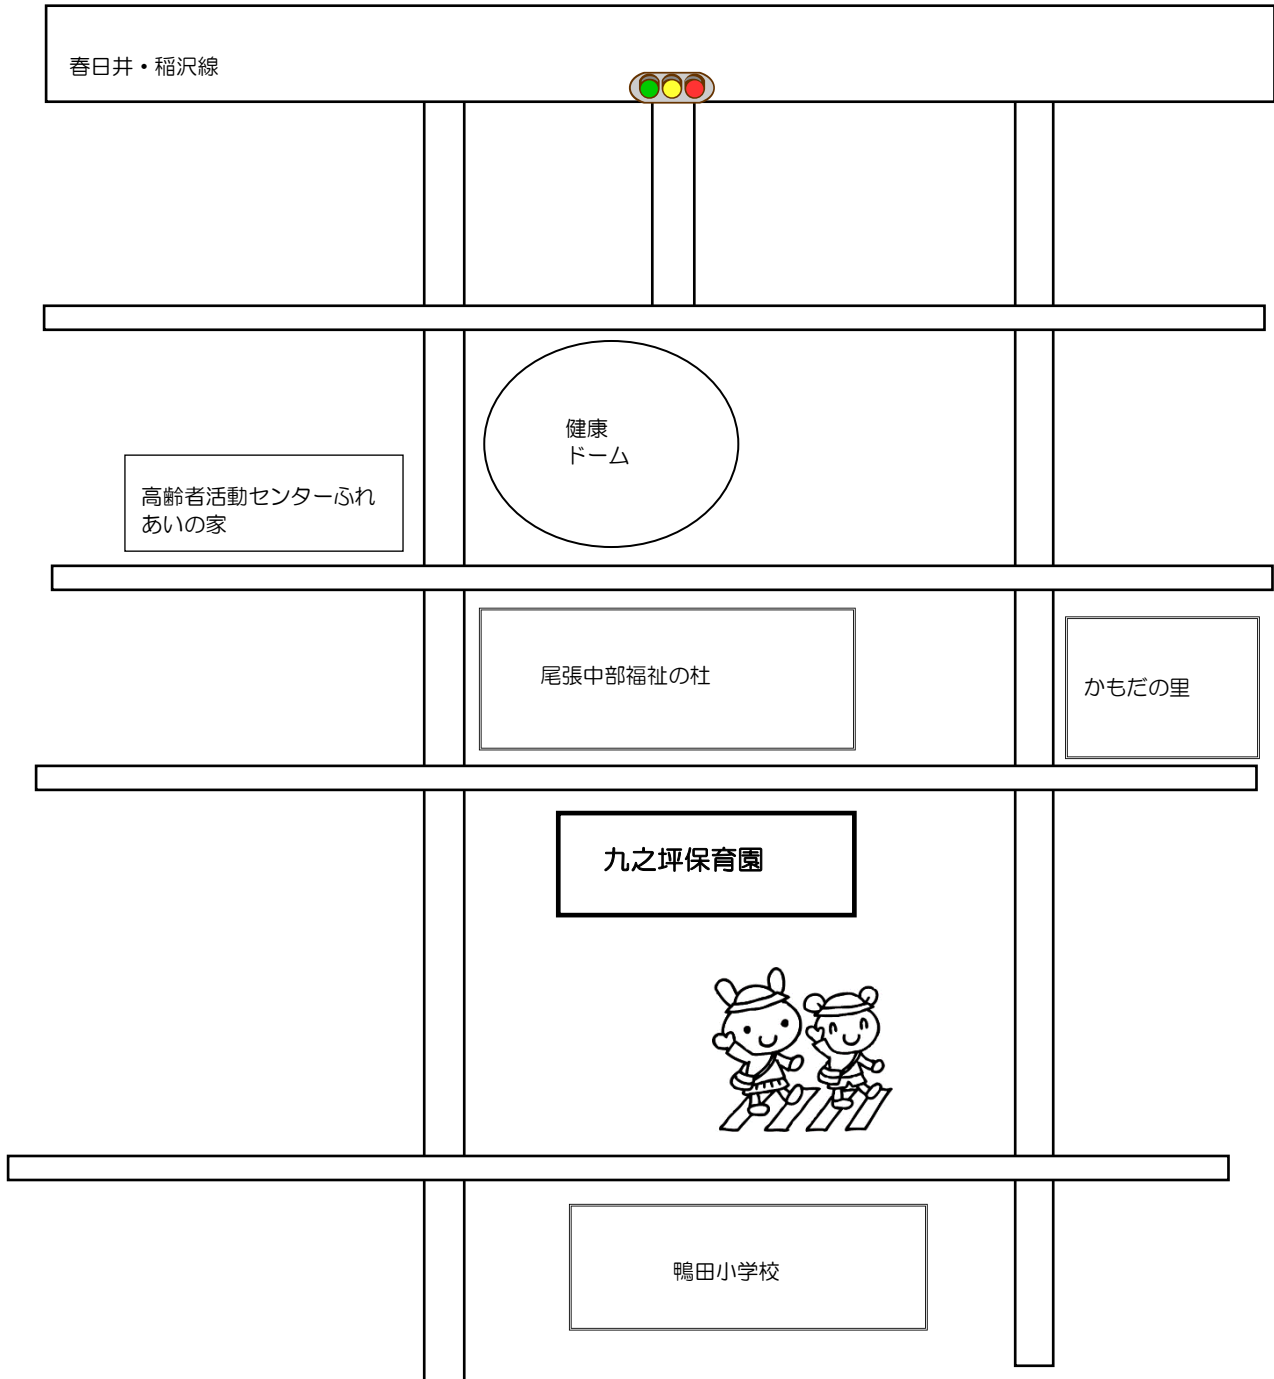 春日井・稲沢線
健康
ドーム
高齢者活動センターふれ
あいの家
尾張中部福祉の杜
かもだの里
九之坪保育園
鴨田小学校